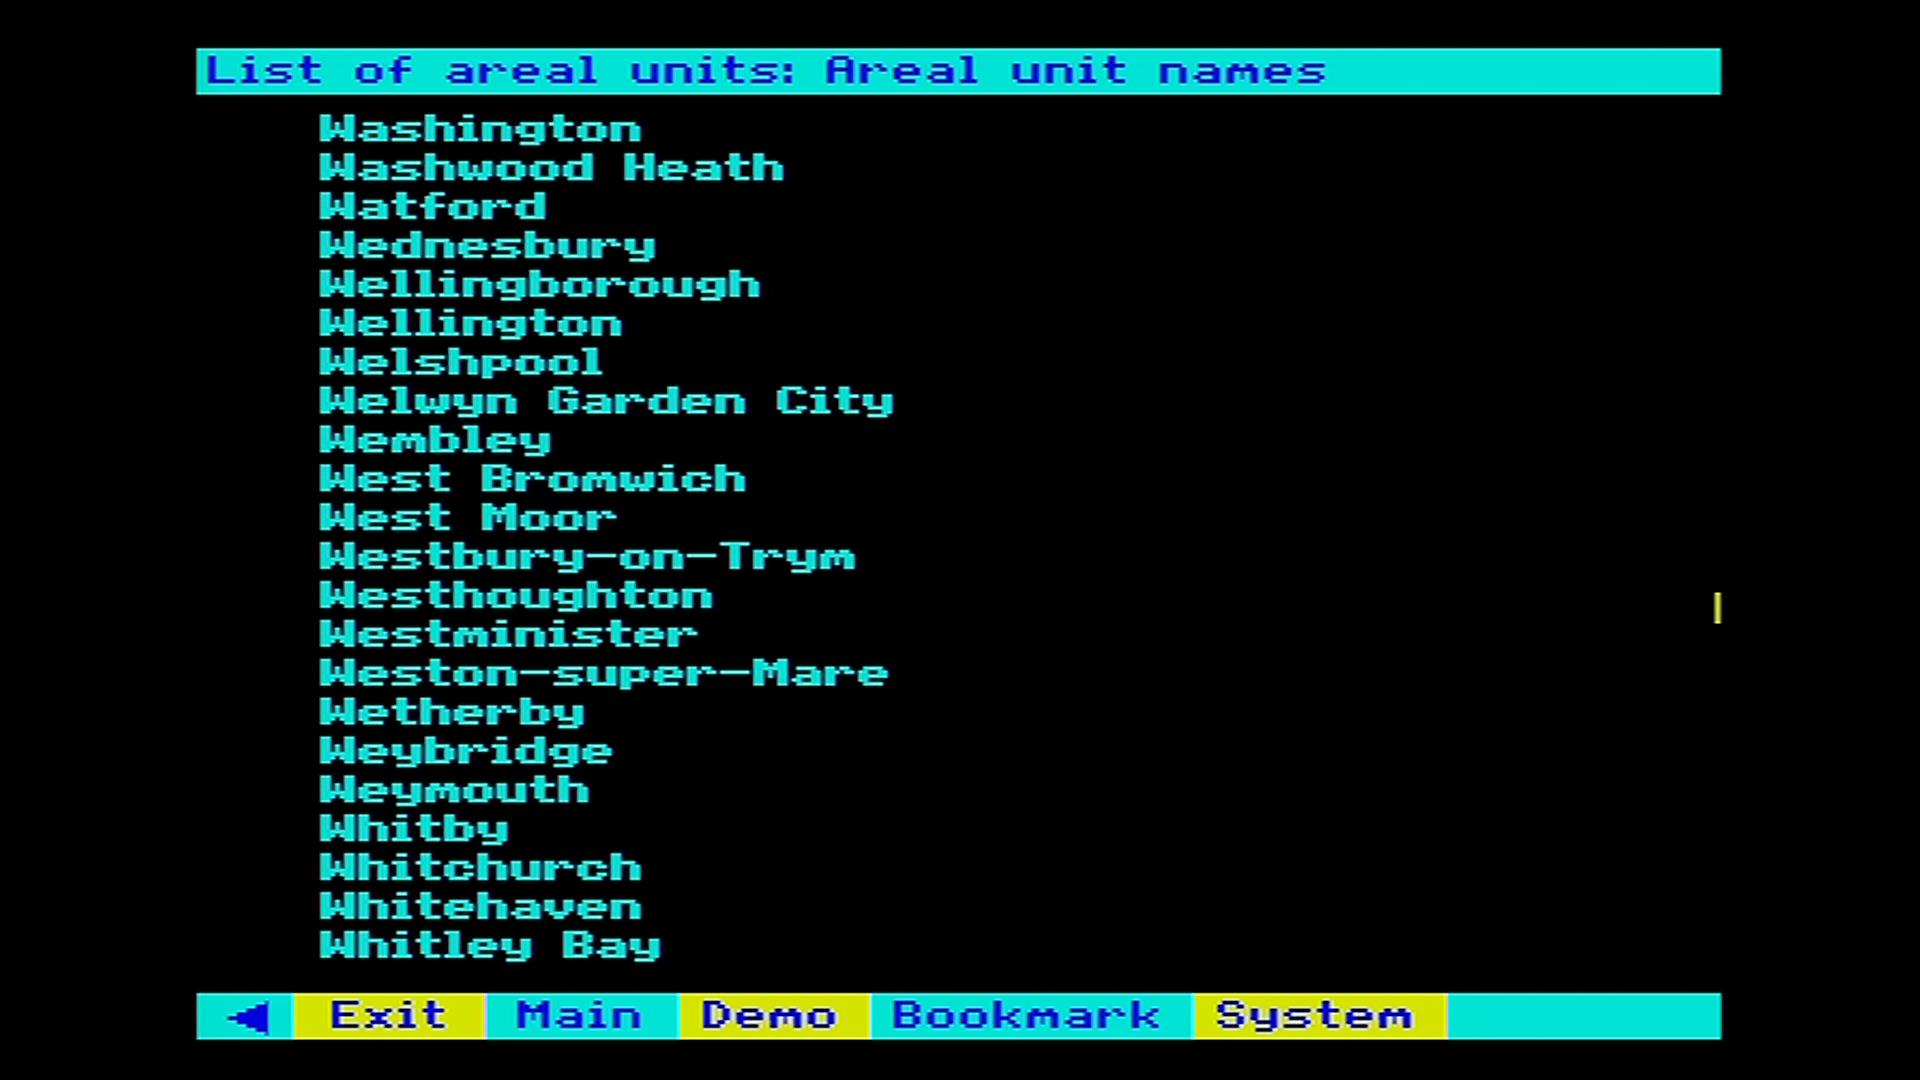 List of areal units: Areal unit names
Washington
Washwood Heath
Watford
Wednesbury
Wellingborough
Wellington
Welshpool
Welwyn Garden City
Wembley
West Bromwich
West Moor
Westbury-on-Trym
Westhoughton
Westminister
Weston-super-Mare
Wetherby
Weybridge
Weymouth
Whitby
Whitchurch
Whitehaven
Whitley Bay
Exit Main Demo Bookmark System